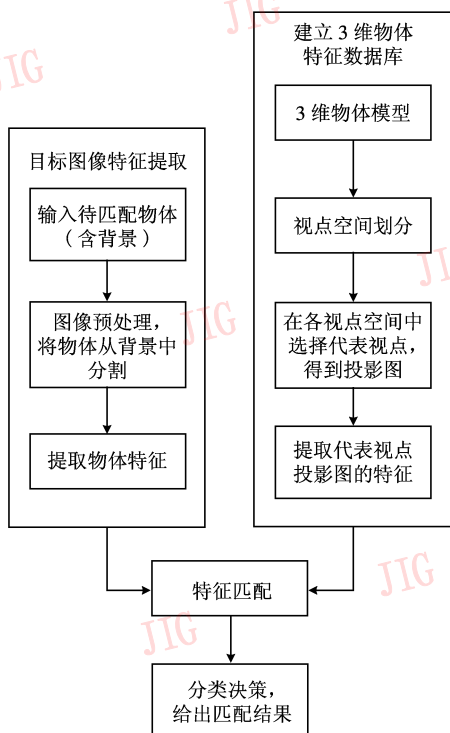 建立3维物体
特征数据库
3维物体模型
视点空间划分
在各视点空间中
选择代表视点，
得到投影图
提取代表视点
投影图的特征
目标图像特征提取
输入待匹配物体
（含背景）
图像预处理，
将物体从背景中
分割
提取物体特征
特征匹配
分类决策，
给出匹配结果
JIG
JIG
JIG
JIG
JIG
JIG